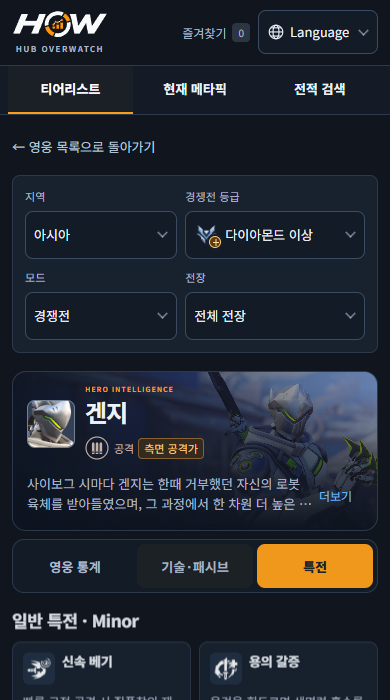 HOW
HUB OVERWATCH
즐겨찾기 0
Language
티어리스트 현재 메타픽 전적 검색
← 영웅 목록으로 돌아가기
지역 경쟁전 등급
아시아 다이아몬드 이상
모드 전장
경쟁전 전체 전장
HERO INTELLIGENCE
겐지
공격 측면 공격가
사이보그 시마다 겐지는 한때 거부했던 자신의 로봇
육체를 받아들였으며, 그 과정에서 한 차원 더 높은 … 더보기
영웅 통계 기술·패시브 특전
일반 특전 · Minor
신속 베기 용의 갈증